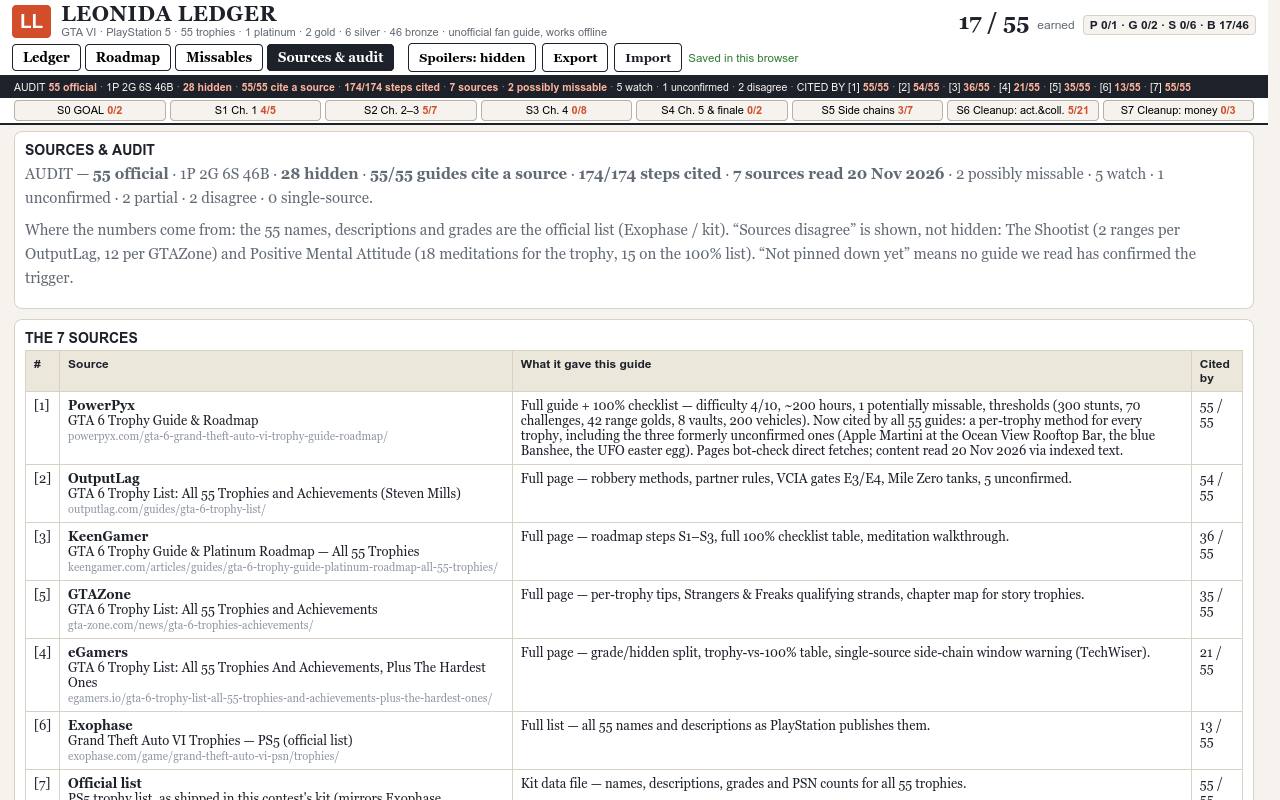 LL
LEONIDA LEDGER
GTA VI · PlayStation 5 · 55 trophies · 1 platinum · 2 gold · 6 silver · 46 bronze · unofficial fan guide, works offline
17 / 55 earned P 0/1 · G 0/2 · S 0/6 · B 17/46
Ledger Roadmap Missables Sources & audit Spoilers: hidden Export Import Saved in this browser
AUDIT 55 official · 1P 2G 6S 46B · 28 hidden · 55/55 cite a source · 174/174 steps cited · 7 sources · 2 possibly missable · 5 watch · 1 unconfirmed · 2 disagree · CITED BY [1] 55/55 · [2] 54/55 · [3] 36/55 · [4] 21/55 · [5] 35/55 · [6] 13/55 · [7] 55/55
S0 GOAL 0/2 S1 Ch. 1 4/5 S2 Ch. 2–3 5/7 S3 Ch. 4 0/8 S4 Ch. 5 & finale 0/2 S5 Side chains 3/7 S6 Cleanup: act.&coll. 5/21 S7 Cleanup: money 0/3
SOURCES & AUDIT
AUDIT — 55 official · 1P 2G 6S 46B · 28 hidden · 55/55 guides cite a source · 174/174 steps cited · 7 sources read 20 Nov 2026 · 2 possibly missable · 5 watch · 1
unconfirmed · 2 partial · 2 disagree · 0 single-source.
Where the numbers come from: the 55 names, descriptions and grades are the official list (Exophase / kit). “Sources disagree” is shown, not hidden: The Shootist (2 ranges per
OutputLag, 12 per GTAZone) and Positive Mental Attitude (18 meditations for the trophy, 15 on the 100% list). “Not pinned down yet” means no guide we read has confirmed the
trigger.
THE 7 SOURCES
# Source What it gave this guide Cited
by
[1] PowerPyx
GTA 6 Trophy Guide & Roadmap
powerpyx.com/gta-6-grand-theft-auto-vi-trophy-guide-roadmap/
Full guide + 100% checklist — difficulty 4/10, ~200 hours, 1 potentially missable, thresholds (300 stunts, 70
challenges, 42 range golds, 8 vaults, 200 vehicles). Now cited by all 55 guides: a per-trophy method for every
trophy, including the three formerly unconfirmed ones (Apple Martini at the Ocean View Rooftop Bar, the blue
Banshee, the UFO easter egg). Pages bot-check direct fetches; content read 20 Nov 2026 via indexed text.
55 /
55
[2] OutputLag
GTA 6 Trophy List: All 55 Trophies and Achievements (Steven Mills)
outputlag.com/guides/gta-6-trophy-list/
Full page — robbery methods, partner rules, VCIA gates E3/E4, Mile Zero tanks, 5 unconfirmed.
54 /
55
[3] KeenGamer
GTA 6 Trophy Guide & Platinum Roadmap — All 55 Trophies
keengamer.com/articles/guides/gta-6-trophy-guide-platinum-roadmap-all-55-trophies/
Full page — roadmap steps S1–S3, full 100% checklist table, meditation walkthrough.
36 /
55
[5] GTAZone
GTA 6 Trophy List: All 55 Trophies and Achievements
gta-zone.com/news/gta-6-trophies-achievements/
Full page — per-trophy tips, Strangers & Freaks qualifying strands, chapter map for story trophies.
35 /
55
[4] eGamers
GTA 6 Trophy List: All 55 Trophies And Achievements, Plus The Hardest
Ones
egamers.io/gta-6-trophy-list-all-55-trophies-and-achievements-plus-the-hardest-ones/
Full page — grade/hidden split, trophy-vs-100% table, single-source side-chain window warning (TechWiser).
21 /
55
[6] Exophase
Grand Theft Auto VI Trophies — PS5 (official list)
exophase.com/game/grand-theft-auto-vi-psn/trophies/
Full list — all 55 names and descriptions as PlayStation publishes them.
13 /
55
[7] Official list
PS5 trophy list, as shipped in this contest's kit (mirrors Exophase
Kit data file — names, descriptions, grades and PSN counts for all 55 trophies.
55 /
55